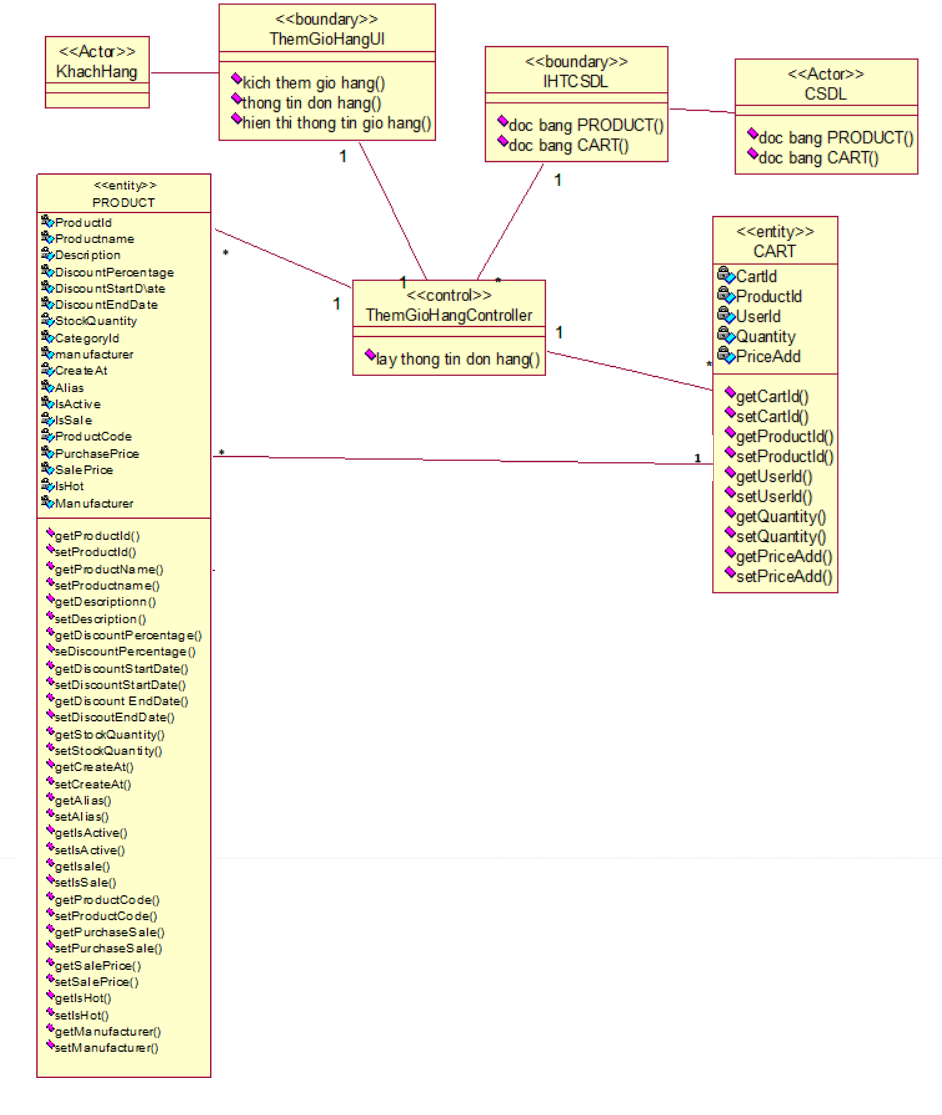 <<Actor>>
KhachHang
<<boundary>>
ThemGioHangUI
kich them gio hang()
thong tin don hang()
hien thi thong tin gio hang()
<<boundary>>
IHTCSDL
doc bang PRODUCT()
doc bang CART()
<<Actor>>
CSDL
doc bang PRODUCT()
doc bang CART()
1
1
<<entity>>
PRODUCT
ProductId
Productname
Description
DiscountPercentage
DiscountStartD\ate
DiscountEndDate
StockQuantity
CategoryId
manufacturer
CreateAt
Alias
IsActive
IsSale
ProductCode
PurchasePrice
SalePrice
IsHot
Manufacturer
getProductId()
setProductId()
getProductName()
setProductname()
getDescriptionn()
setDescription()
getDiscountPercentage()
seDiscountPercentage()
getDiscountStartDate()
setDiscountStartDate()
getDiscount EndDate()
setDiscoutEndDate()
getStockQuantity()
setStockQuantity()
getCreateAt()
setCreateAt()
getAlias()
setAlias()
getIsActive()
setIsActive()
getIsale()
setIsSale()
getProductCode()
setProductCode()
getPurchaseSale()
setPurchaseSale()
getSalePrice()
setSalePrice()
getIsHot()
setIsHot()
getManufacturer()
setManufacturer()
*
1
1
*
<<control>>
ThemGioHangController
lay thong tin don hang()
1
*
*
1
<<entity>>
CART
CartId
ProductId
UserId
Quantity
PriceAdd
getCartId()
setCartId()
getProductId()
setProductId()
getUserId()
setUserId()
getQuantity()
setQuantity()
getPriceAdd()
setPriceAdd()